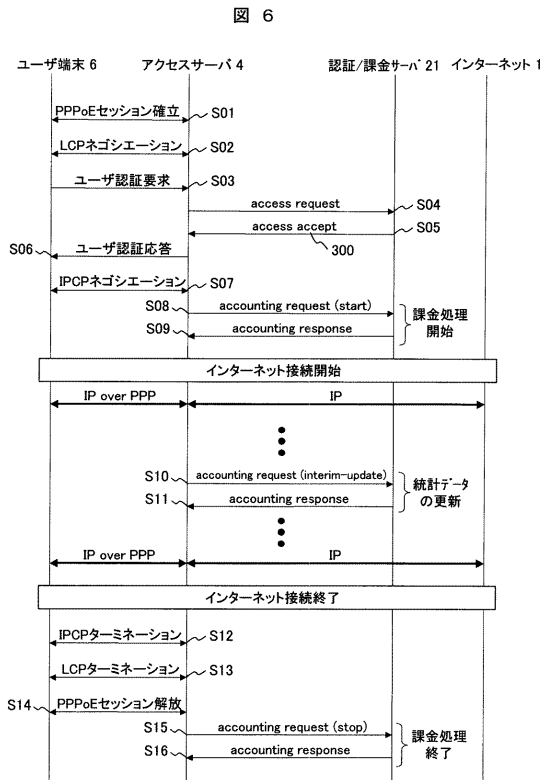 図 6
ユーザ端末 6 アクセスサーバ 4 認証/課金サーバ 21 インターネット 1
PPPoEセッション確立 S01
LCPネゴシエーション S02
ユーザ認証要求 S03
access request S04
access accept S05
300
S06 ユーザ認証応答
IPCPネゴシエーション S07
S08 accounting request (start)
S09 accounting response
課金処理
開始
インターネット接続開始
IP over PPP IP
S10 accounting request (interim-update)
S11 accounting response
統計データ
の更新
IP over PPP IP
インターネット接続終了
IPCPターミネーション S12
LCPターミネーション S13
S14 PPPoEセッション解放
S15 accounting request (stop)
S16 accounting response
課金処理
終了